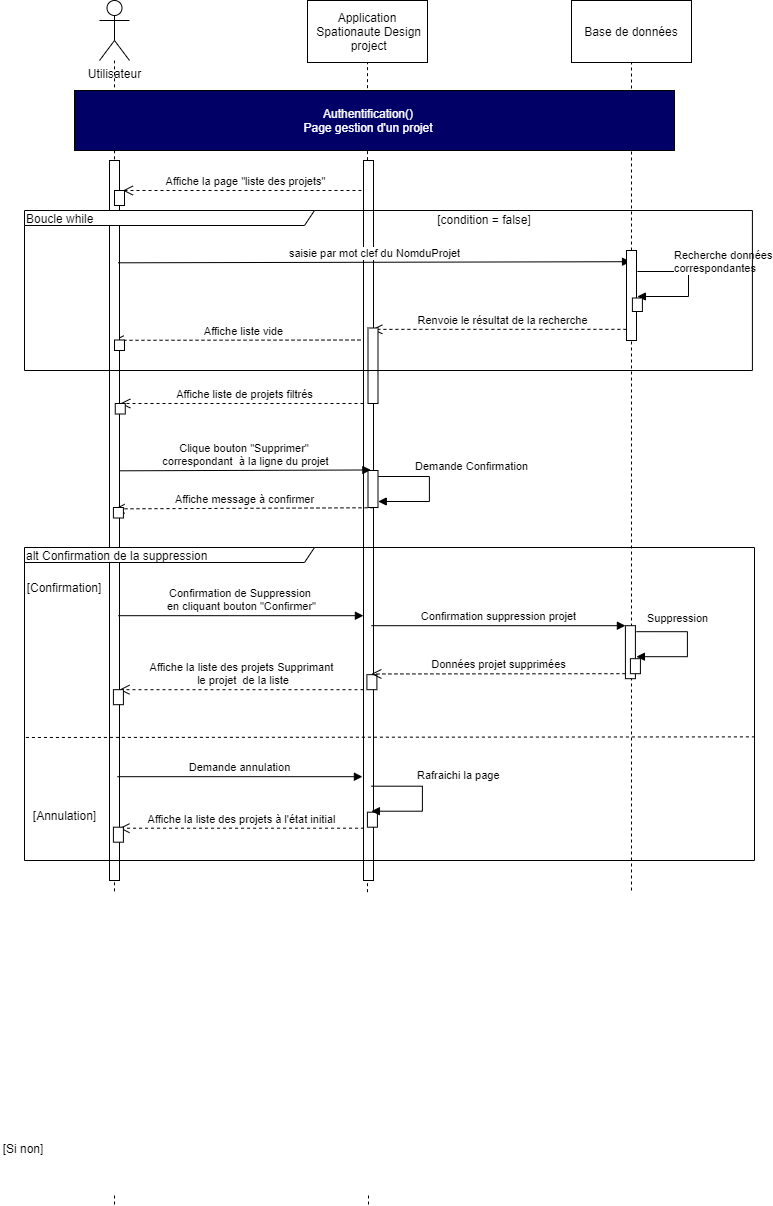 Application
Spationaute Design
project
Base de données
Utilisateur
Authentification()
Page gestion d'un projet
Affiche la page "liste des projets"
Boucle while
[condition = false]
saisie par mot clef du NomduProjet
Recherche données
correspondantes
Renvoie le résultat de la recherche
Affiche liste vide
Affiche liste de projets filtrés
Clique bouton "Supprimer"
correspondant à la ligne du projet
Demande Confirmation
Affiche message à confirmer
alt Confirmation de la suppression
[Confirmation]
Confirmation de Suppression
en cliquant bouton "Confirmer"
Confirmation suppression projet
Suppression
Données projet supprimées
Affiche la liste des projets Supprimant
le projet de la liste
Demande annulation
Rafraichi la page
[Annulation]
Affiche la liste des projets à l'état initial
[Si non]